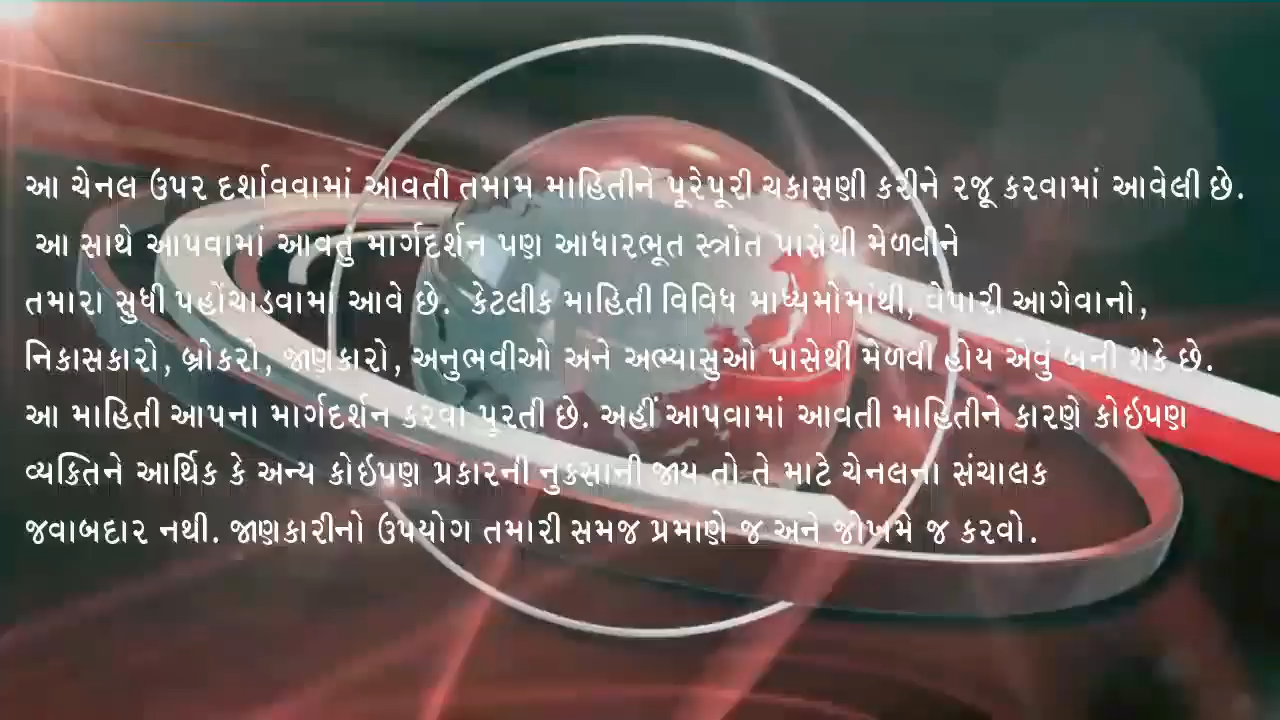 આ ચેનલ ઉપર દર્શાવવામાં આવતી તમામ માહિતીને પૂરેપૂરી ચકાસણી કરીને રજૂ કરવામાં આવેલી છે.
આ સાથે આપવામાં આવતું માર્ગદર્શન પણ આધારભૂત સ્ત્રોત પાસેથી મેળવીને
તમારા સુધી પહોંચાડવામાં આવે છે. કેટલીક માહિતી વિવિધ માધ્યમોમાંથી, વેપારી આગેવાનો,
નિકાસકારો, બ્રોકરો, જાણકારો, અનુભવીઓ અને અભ્યાસુઓ પાસેથી મેળવી હોય એવું બની શકે છે.
આ માહિતી આપના માર્ગદર્શન કરવા પૂરતી છે. અહીં આપવામાં આવતી માહિતીને કારણે કોઇપણ
વ્યક્તિને આર્થિક કે અન્ય કોઇપણ પ્રકારની નુકસાની જાય તો તે માટે ચેનલના સંચાલક
જવાબદાર નથી. જાણકારીનો ઉપયોગ તમારી સમજ પ્રમાણે જ અને જોખમે જ કરવો.